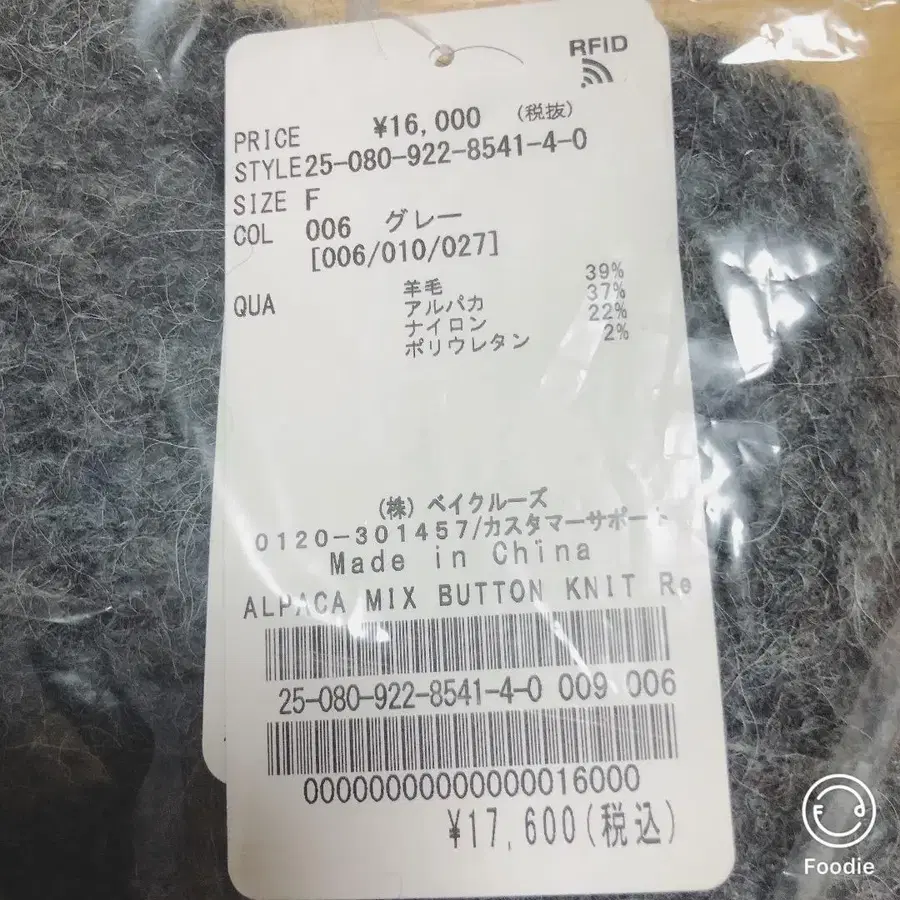 RFID
PRICE ¥16,000 (税抜)
STYLE 25-080-922-8541-4-0
SIZE F
COL 006 グレー
[006/010/027]
QUA 羊毛 39%
アルパカ 37%
ナイロン 22%
ポリウレタン 2%
(株) ベイクルーズ
0120-301457/カスタマーサポート
Made in China
ALPACA MIX BUTTON KNIT Re
25-080-922-8541-4-0 009 006
00000000000000016000
¥17,600(税込)
Fd
Foodie